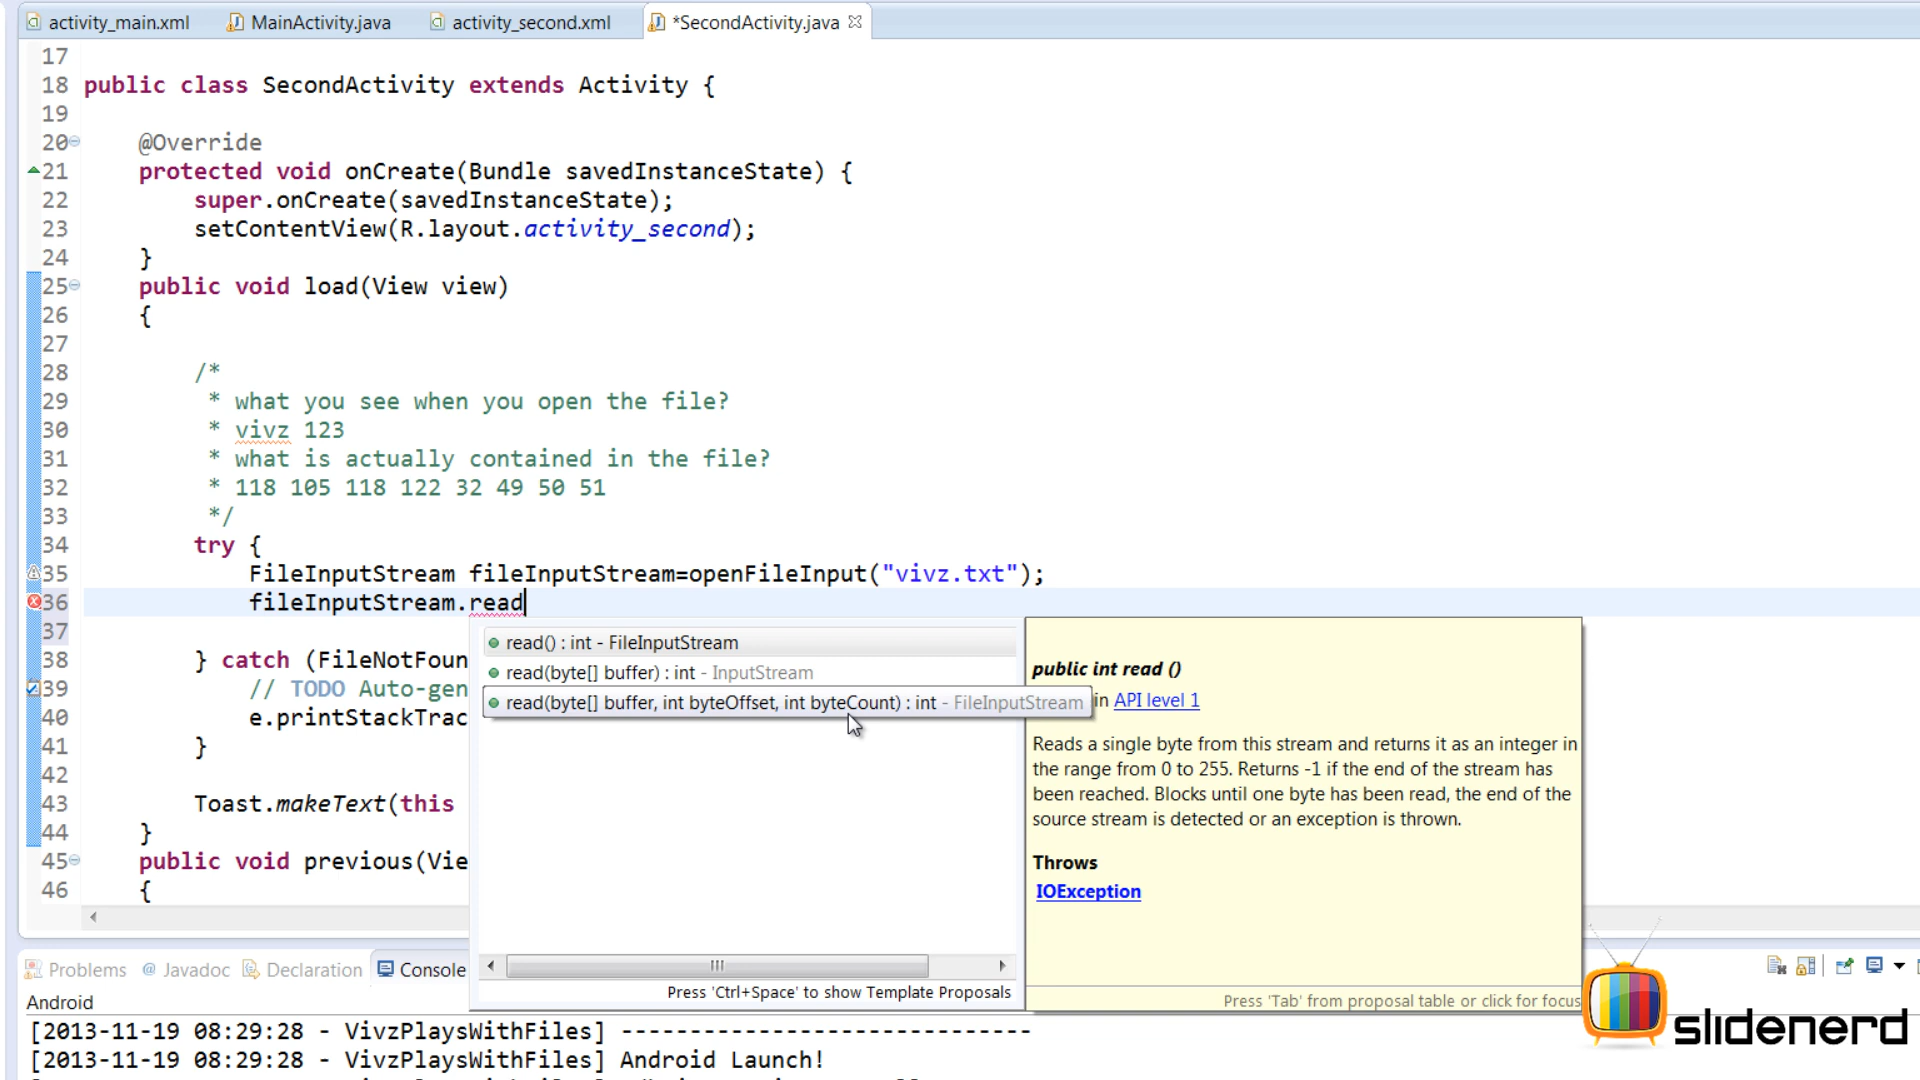 activity_main.xml MainActivity.java activity_second.xml *SecondActivity.java
17
18 public class SecondActivity extends Activity {
19
20 @Override
21 protected void onCreate(Bundle savedInstanceState) {
22 super.onCreate(savedInstanceState);
23 setContentView(R.layout.activity_second);
24 }
25 public void load(View view)
26 {
27
28 /*
29 * what you see when you open the file?
30 * vivz 123
31 * what is actually contained in the file?
32 * 118 105 118 122 32 49 50 51
33 */
34 try {
35 FileInputStream fileInputStream=openFileInput("vivz.txt");
36 fileInputStream.read
37
38 } catch (FileNotFoun
39 // TODO Auto-gen
40 e.printStackTrac
41 }
42
43 Toast.makeText(this
44 }
45 public void previous(Vie
46 {
read() : int - FileInputStream
read(byte[] buffer) : int - InputStream
read(byte[] buffer, int byteOffset, int byteCount) : int - FileInputStream
Press 'Ctrl+Space' to show Template Proposals
public int read ()
in API level 1
Reads a single byte from this stream and returns it as an integer in
the range from 0 to 255. Returns -1 if the end of the stream has
been reached. Blocks until one byte has been read, the end of the
source stream is detected or an exception is thrown.
Throws
IOException
Press 'Tab' from proposal table or click for focus
Problems @ Javadoc Declaration Console
Android
[2013-11-19 08:29:28 - VivzPlaysWithFiles] ------------------------------
[2013-11-19 08:29:28 - VivzPlaysWithFiles] Android Launch!
slidenerd